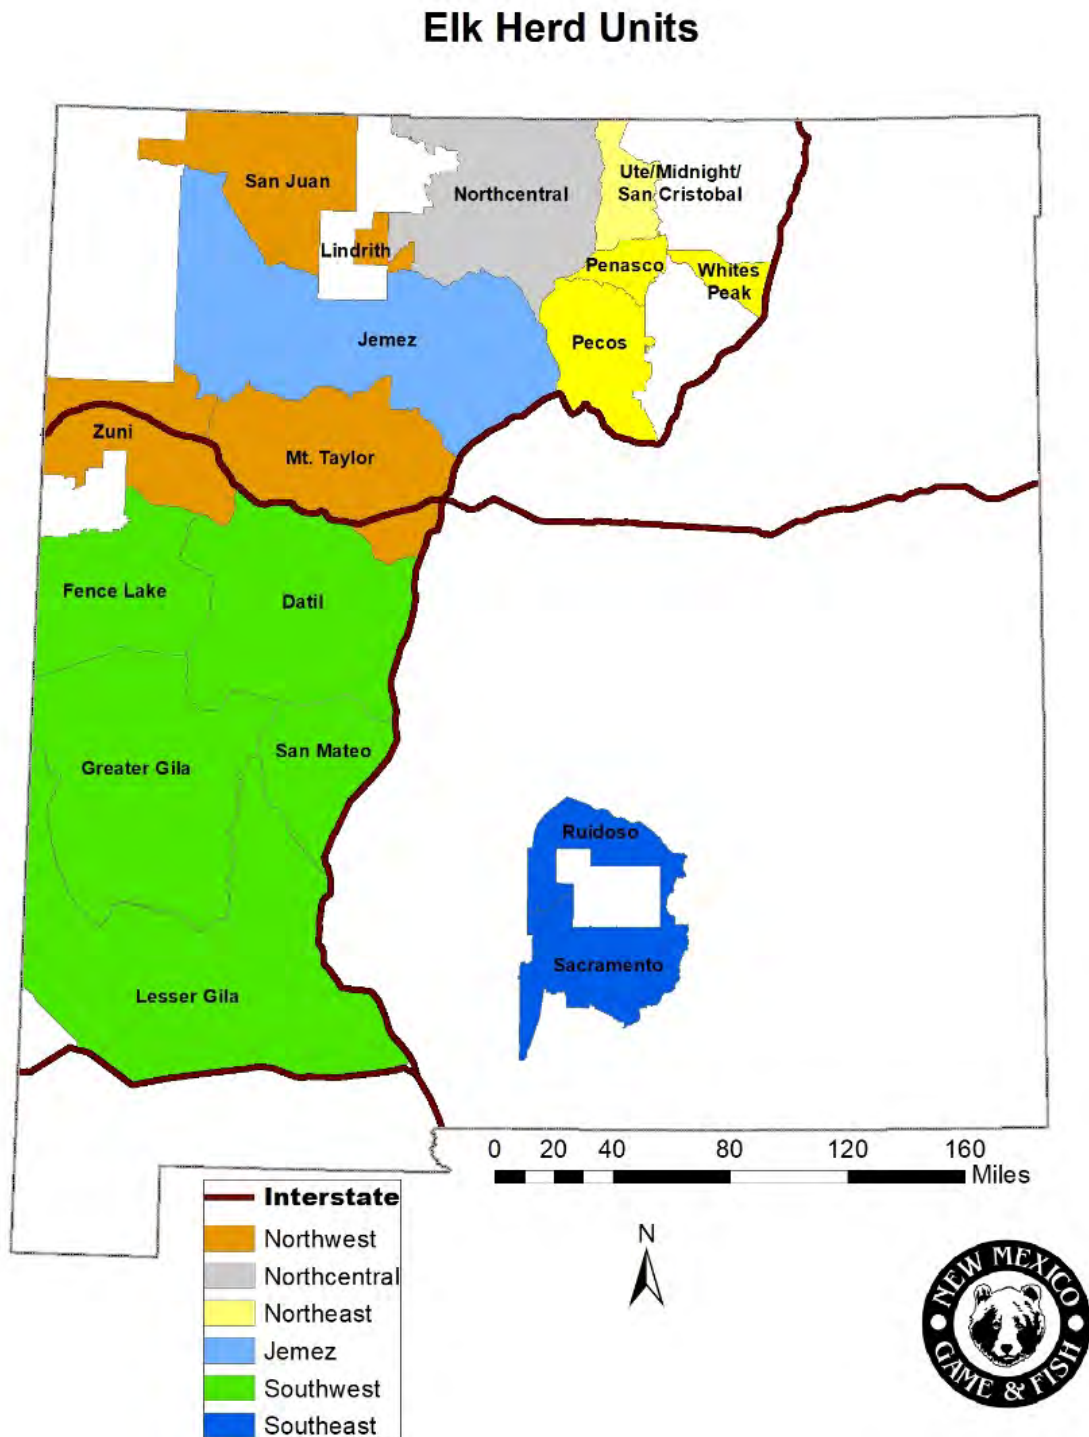 Elk Herd Units
San Juan
Northcentral
Ute/Midnight/
San Cristobal
Lindrith
Penasco
Whites
Peak
Jemez
Pecos
Zuni
Mt. Taylor
Fence Lake
Datil
San Mateo
Greater Gila
Ruidoso
Sacramento
Lesser Gila
0 20 40 80 120 160
Miles
Interstate
Northwest
Northcentral
Northeast
Jemez
Southwest
Southeast
N
NEW MEXICO
GAME & FISH